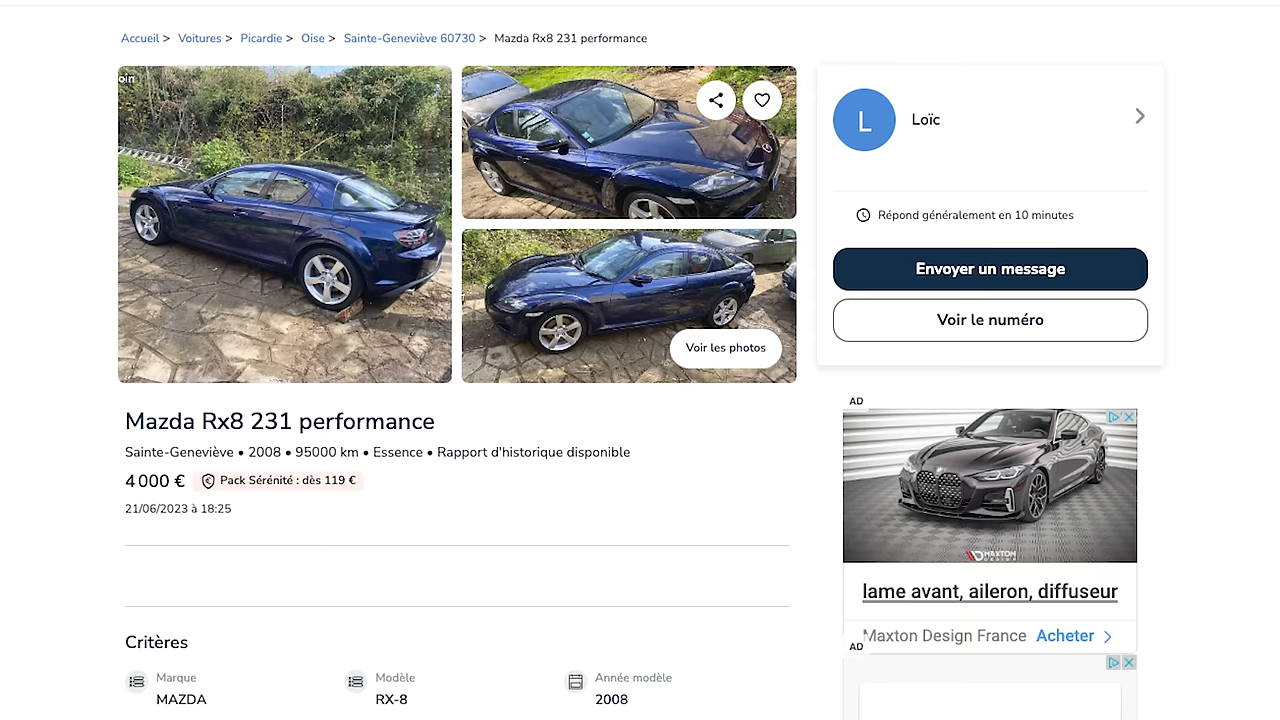 Accueil > Voitures > Picardie > Oise > Sainte-Geneviève 60730 > Mazda Rx8 231 performance
oin
Voir les photos
L
Loïc
Répond généralement en 10 minutes
Envoyer un message
Voir le numéro
Mazda Rx8 231 performance
Sainte-Geneviève • 2008 • 95000 km • Essence • Rapport d'historique disponible
4 000 € Pack Sérénité : dès 119 €
21/06/2023 à 18:25
Critères
Marque
MAZDA
Modèle
RX-8
Année modèle
2008
AD
MAXTON
DESIGN
lame avant, aileron, diffuseur
Maxton Design France Acheter
AD